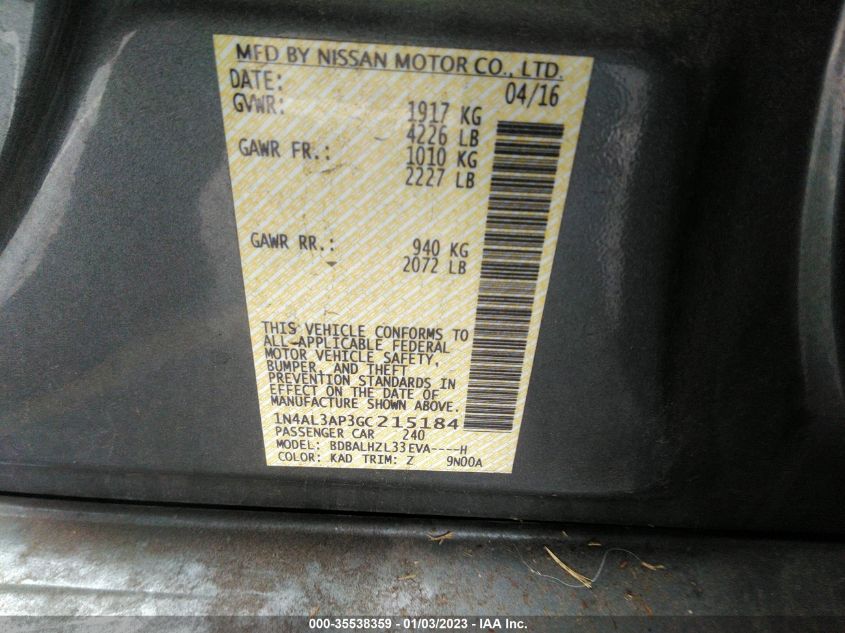 MFD BY NISSAN MOTOR CO., LTD.
DATE: 04/16
GVWR: 1917 KG
4226 LB
GAWR FR.: 1010 KG
2227 LB
GAWR RR.: 940 KG
2072 LB
THIS VEHICLE CONFORMS TO
ALL APPLICABLE FEDERAL
MOTOR VEHICLE SAFETY,
BUMPER, AND THEFT
PREVENTION STANDARDS IN
EFFECT ON THE DATE OF
MANUFACTURE SHOWN ABOVE.
1N4AL3AP3GC215184
PASSENGER CAR 240
MODEL: BDBALHZL33EVA----H
COLOR: KAD TRIM: Z 9N00A
000-35538359 - 01/03/2023 - IAA Inc.